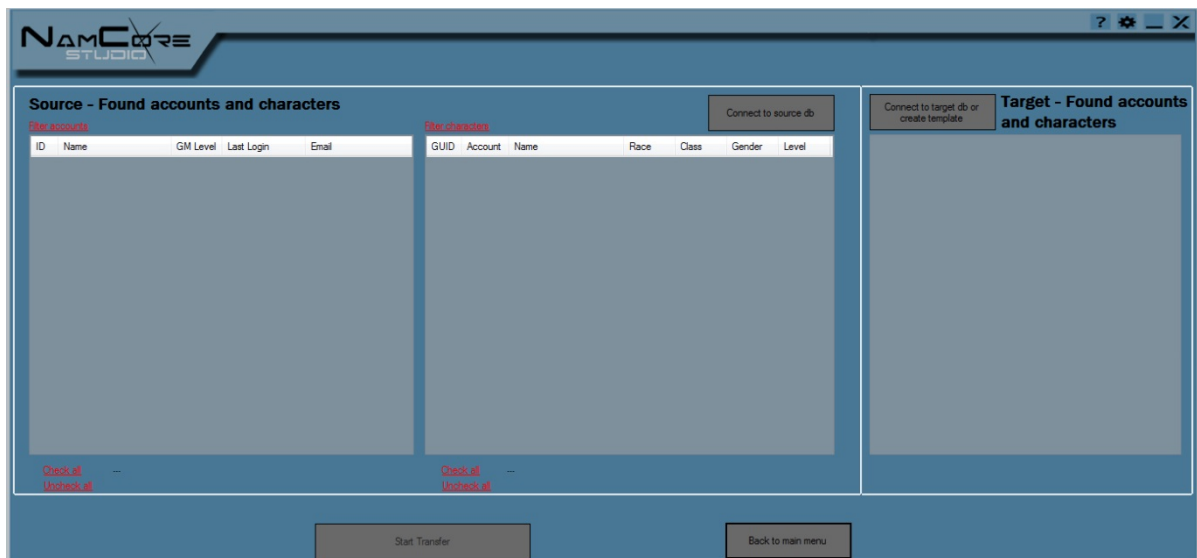 NAMCORE
STUDIO
?
Source - Found accounts and characters
Connect to source db
Filter accounts
Filter characters
ID Name GM Level Last Login Email
GUID Account Name Race Class Gender Level
Check all ---
Uncheck all
Check all ---
Uncheck all
Connect to target db or
create template
Target - Found accounts
and characters
Start Transfer
Back to main menu